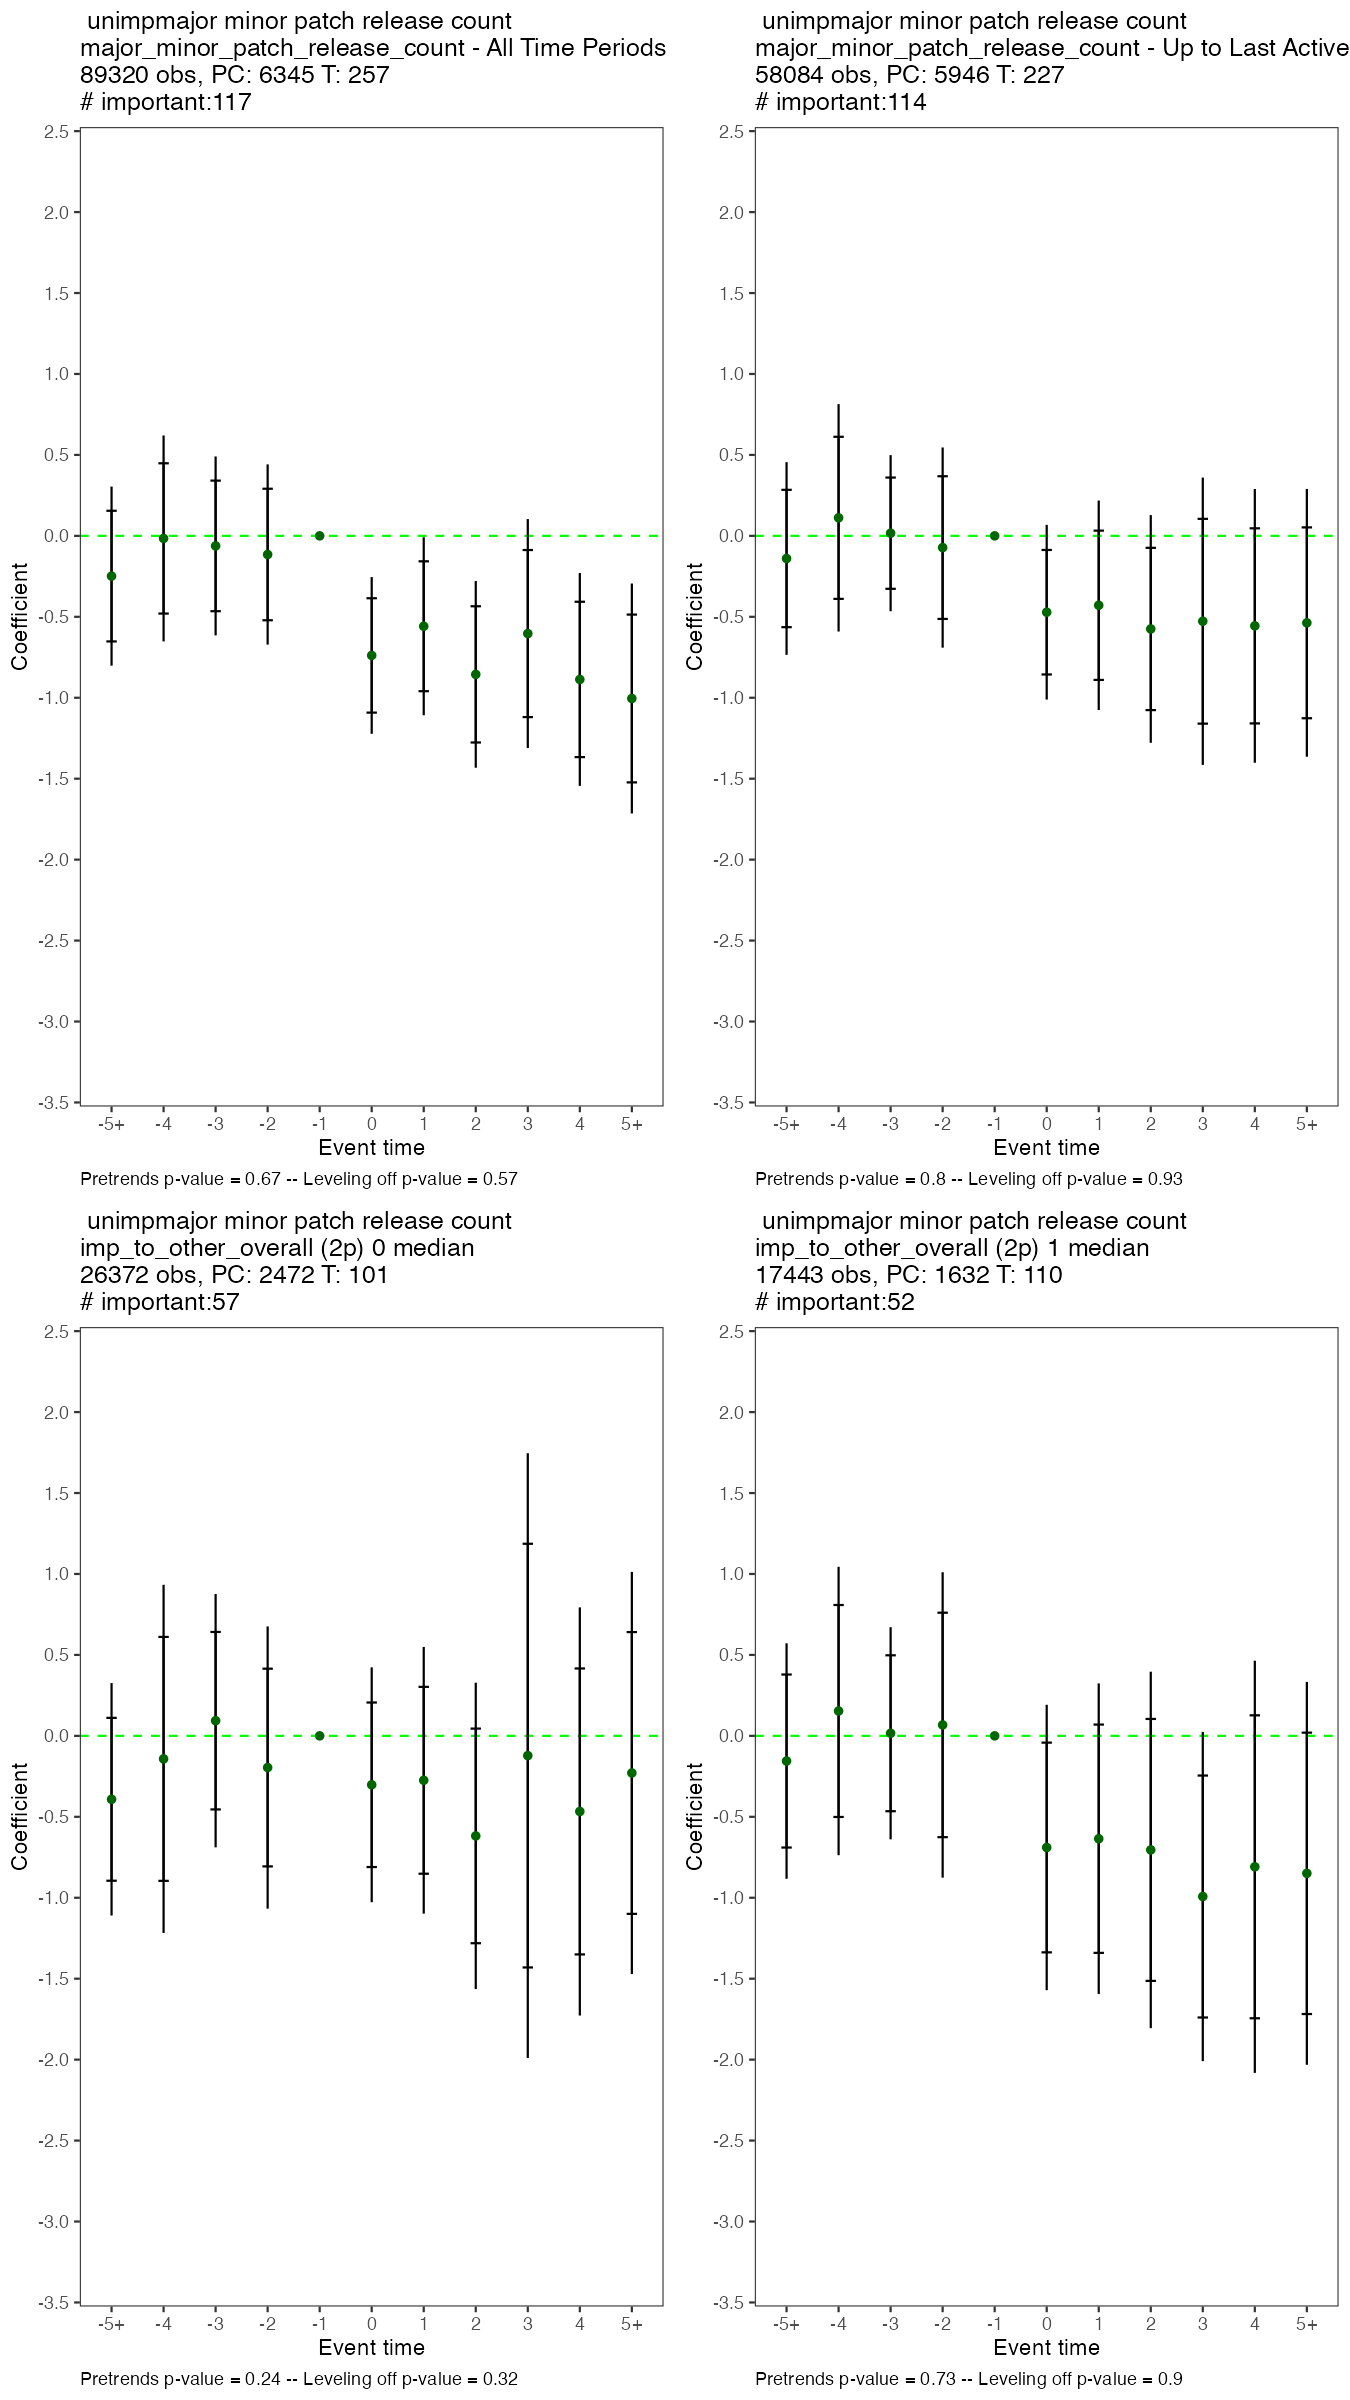 unimpmajor minor patch release count
major_minor_patch_release_count - All Time Periods
89320 obs, PC: 6345 T: 257
# important:117
2.5
2.0
1.5
1.0
0.5
0.0
-0.5
-1.0
-1.5
-2.0
-2.5
-3.0
-3.5
Coefficient
-5+ -4 -3 -2 -1 0 1 2 3 4 5+
Event time
Pretrends p-value = 0.67 -- Leveling off p-value = 0.57
unimpmajor minor patch release count
major_minor_patch_release_count - Up to Last Active
58084 obs, PC: 5946 T: 227
# important:114
2.5
2.0
1.5
1.0
0.5
0.0
-0.5
-1.0
-1.5
-2.0
-2.5
-3.0
-3.5
Coefficient
-5+ -4 -3 -2 -1 0 1 2 3 4 5+
Event time
Pretrends p-value = 0.8 -- Leveling off p-value = 0.93
unimpmajor minor patch release count
imp_to_other_overall (2p) 0 median
26372 obs, PC: 2472 T: 101
# important:57
2.5
2.0
1.5
1.0
0.5
0.0
-0.5
-1.0
-1.5
-2.0
-2.5
-3.0
-3.5
Coefficient
-5+ -4 -3 -2 -1 0 1 2 3 4 5+
Event time
Pretrends p-value = 0.24 -- Leveling off p-value = 0.32
unimpmajor minor patch release count
imp_to_other_overall (2p) 1 median
17443 obs, PC: 1632 T: 110
# important:52
2.5
2.0
1.5
1.0
0.5
0.0
-0.5
-1.0
-1.5
-2.0
-2.5
-3.0
-3.5
Coefficient
-5+ -4 -3 -2 -1 0 1 2 3 4 5+
Event time
Pretrends p-value = 0.73 -- Leveling off p-value = 0.9